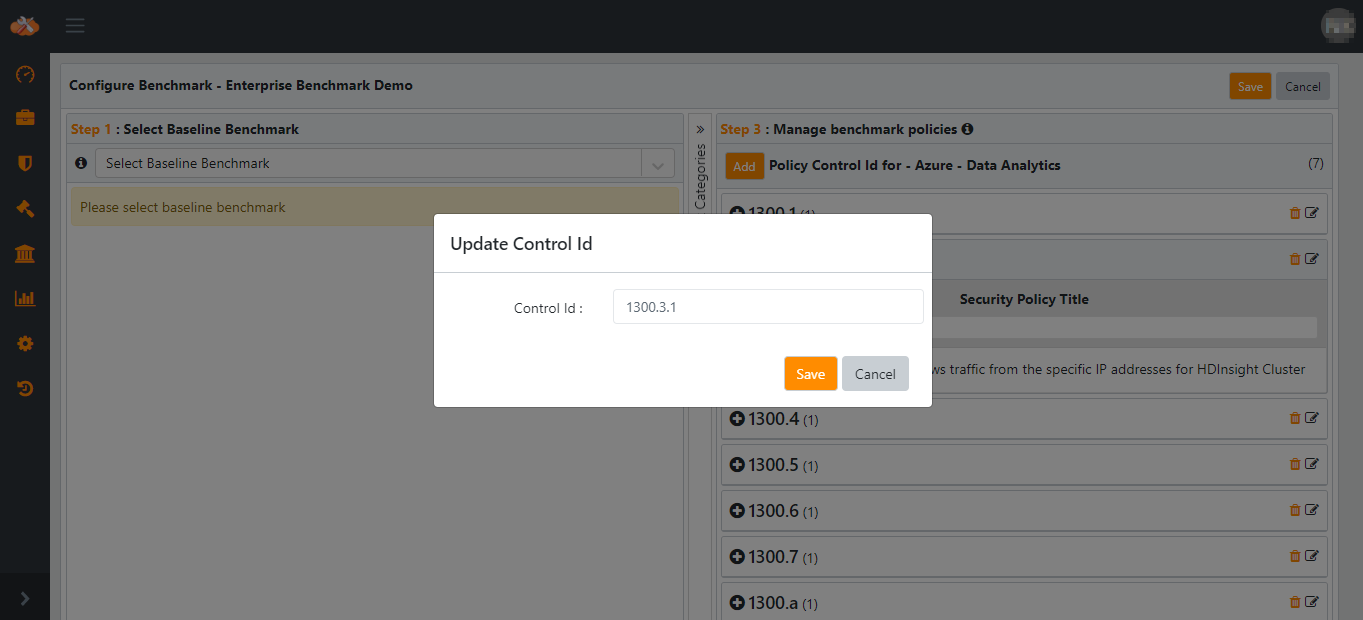 Configure Benchmark - Enterprise Benchmark Demo
Save Cancel
Step 1 : Select Baseline Benchmark
Select Baseline Benchmark
Please select baseline benchmark
Categories
Step 3 : Manage benchmark policies
Add Policy Control Id for - Azure - Data Analytics (7)
1300.1 (1)
Security Policy Title
traffic from the specific IP addresses for HDInsight Cluster
1300.4 (1)
1300.5 (1)
1300.6 (1)
1300.7 (1)
1300.a (1)
Update Control Id
Control Id :
1300.3.1
Save Cancel